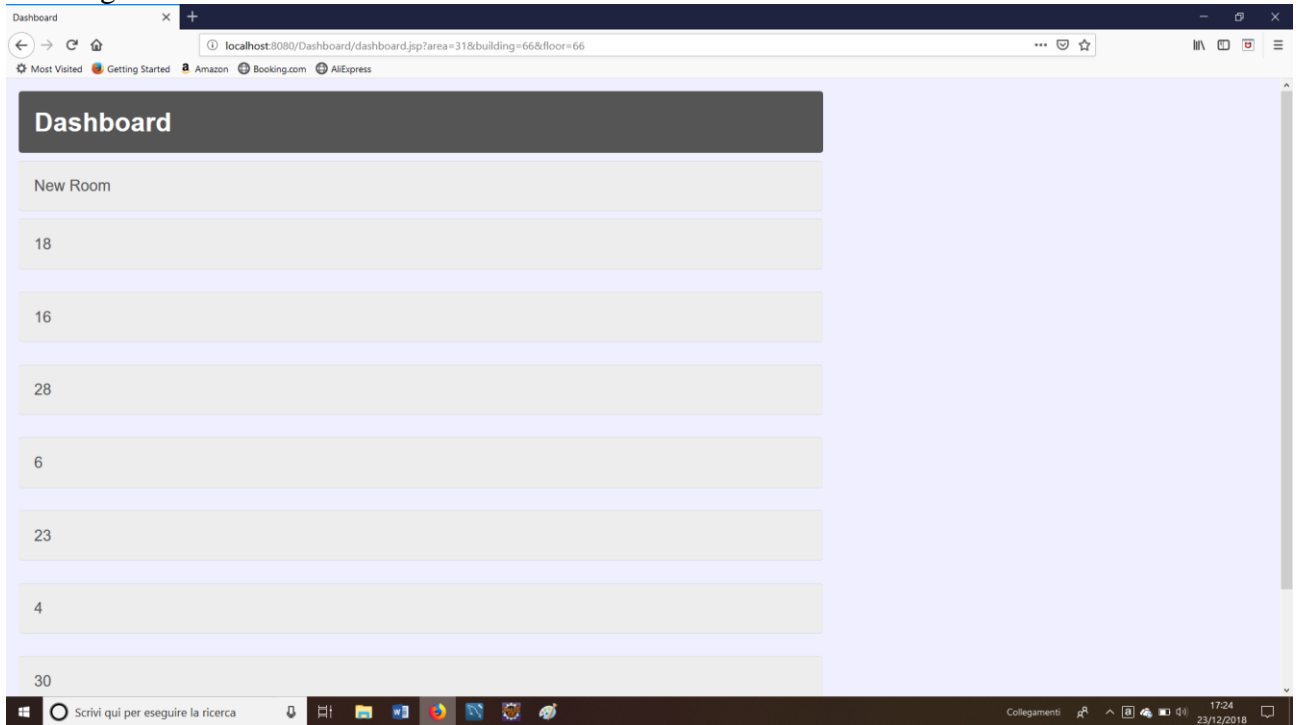 Dashboard
localhost:8080/Dashboard/dashboard.jsp?area=31&building=66&floor=66
Most Visited Getting Started Amazon Booking.com AliExpress
Dashboard
New Room
18
16
28
6
23
4
30
Scrivi qui per eseguire la ricerca
Collegamenti
17:24
23/12/2018